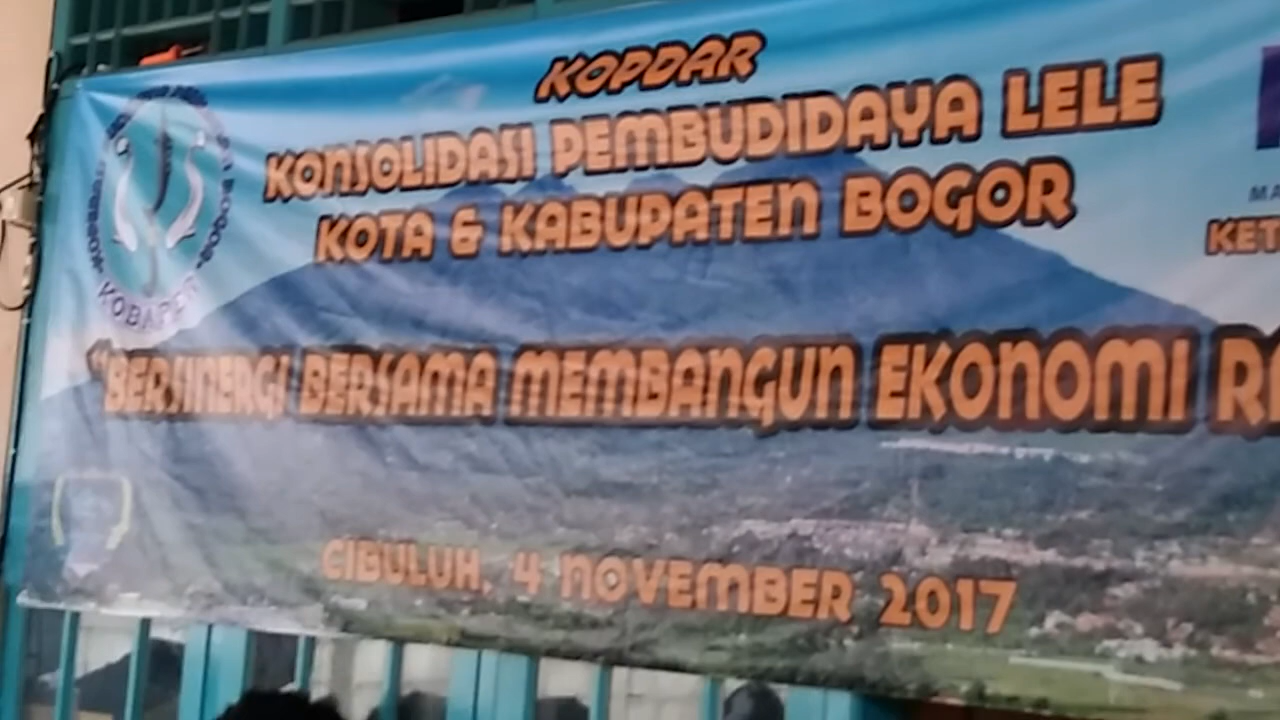 KOPDAR
KONSOLIDASI PEMBUDIDAYA LELE
KOTA & KABUPATEN BOGOR
"BERSINERGI BERSAMA MEMBANGUN EKONOMI
CIBULUH, 4 NOVEMBER 2017